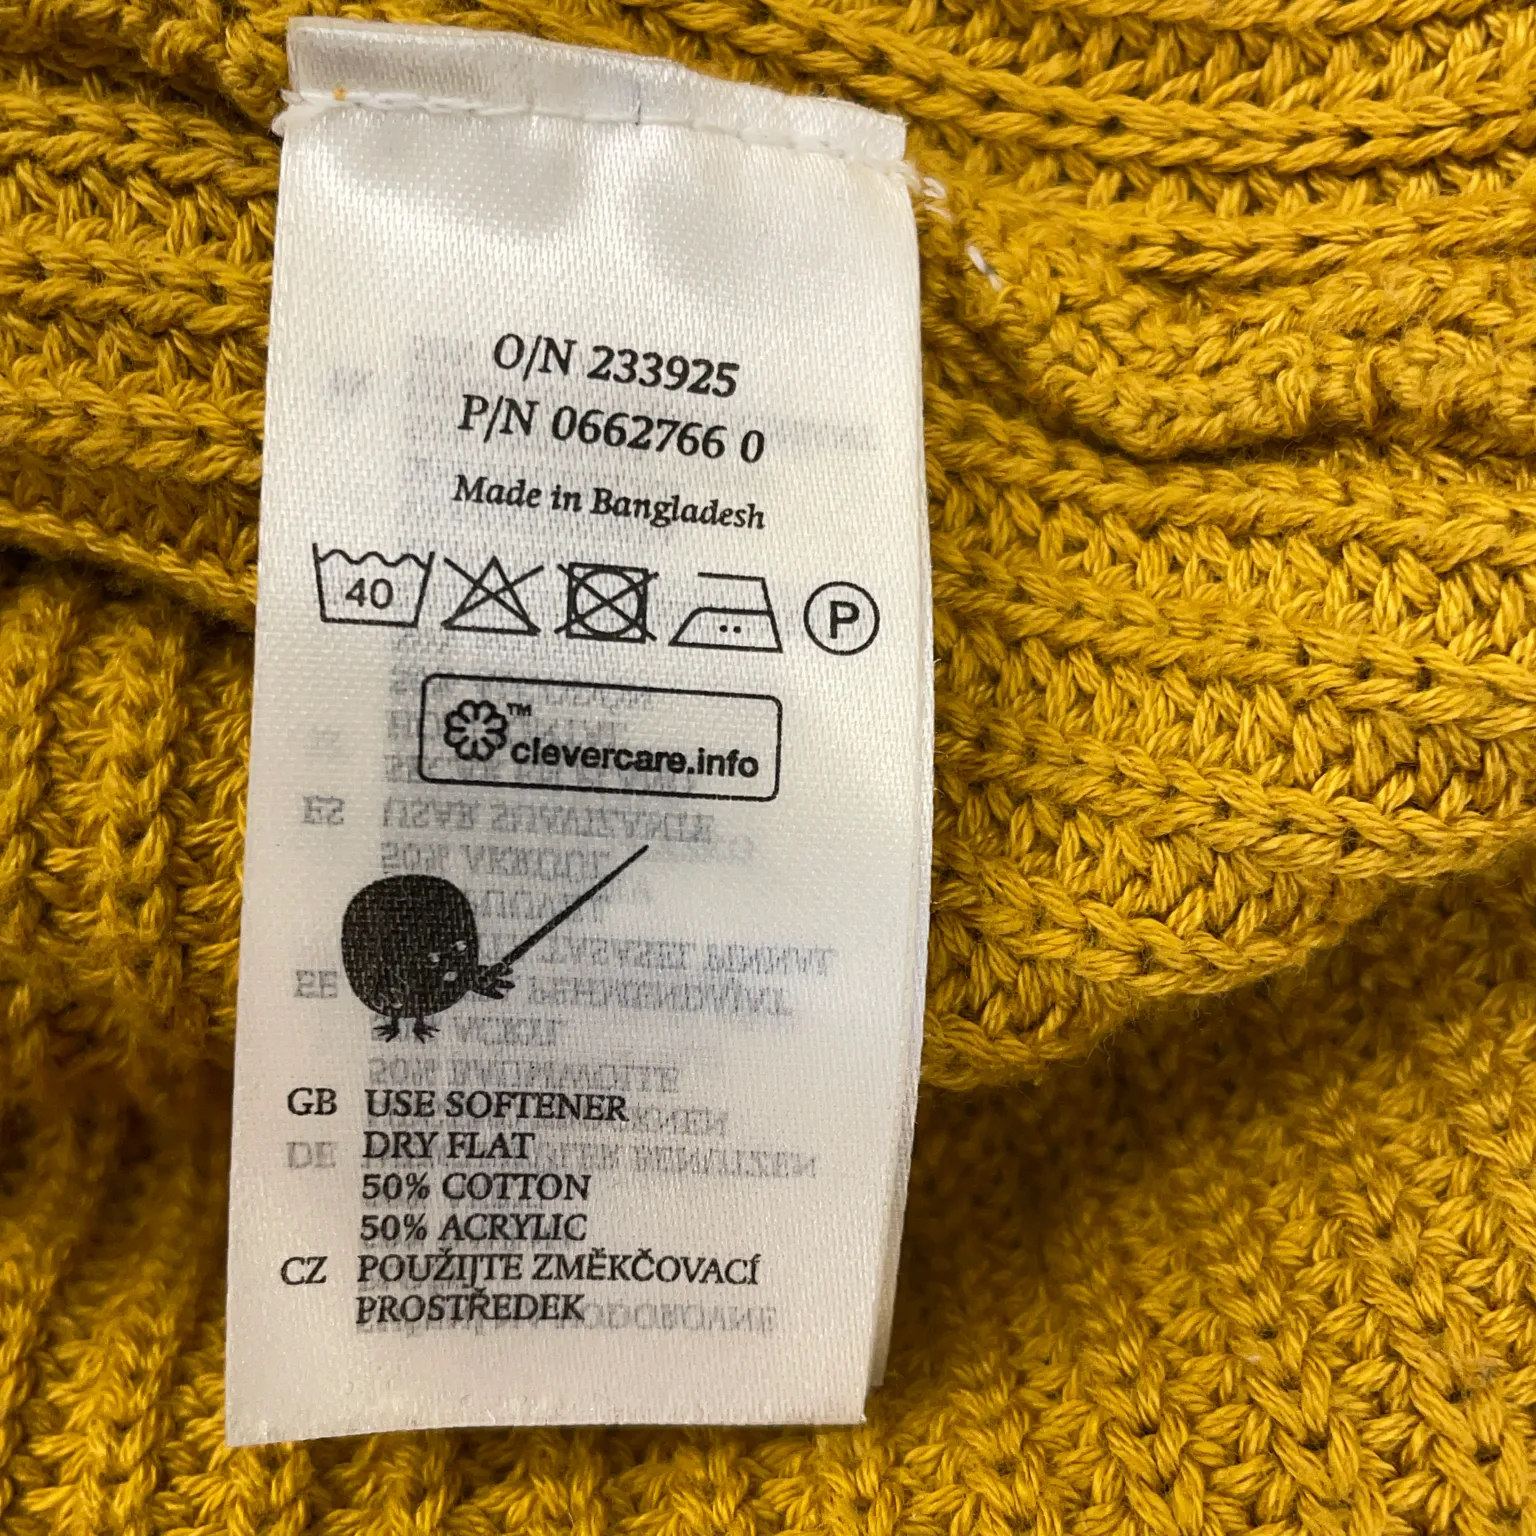 O/N 233925
P/N 0662766 0
Made in Bangladesh
40 P
™
clevercare.info
GB USE SOFTENER
DRY FLAT
50% COTTON
50% ACRYLIC
CZ POUŽIJTE ZMĚKČOVACÍ
PROSTŘEDEK